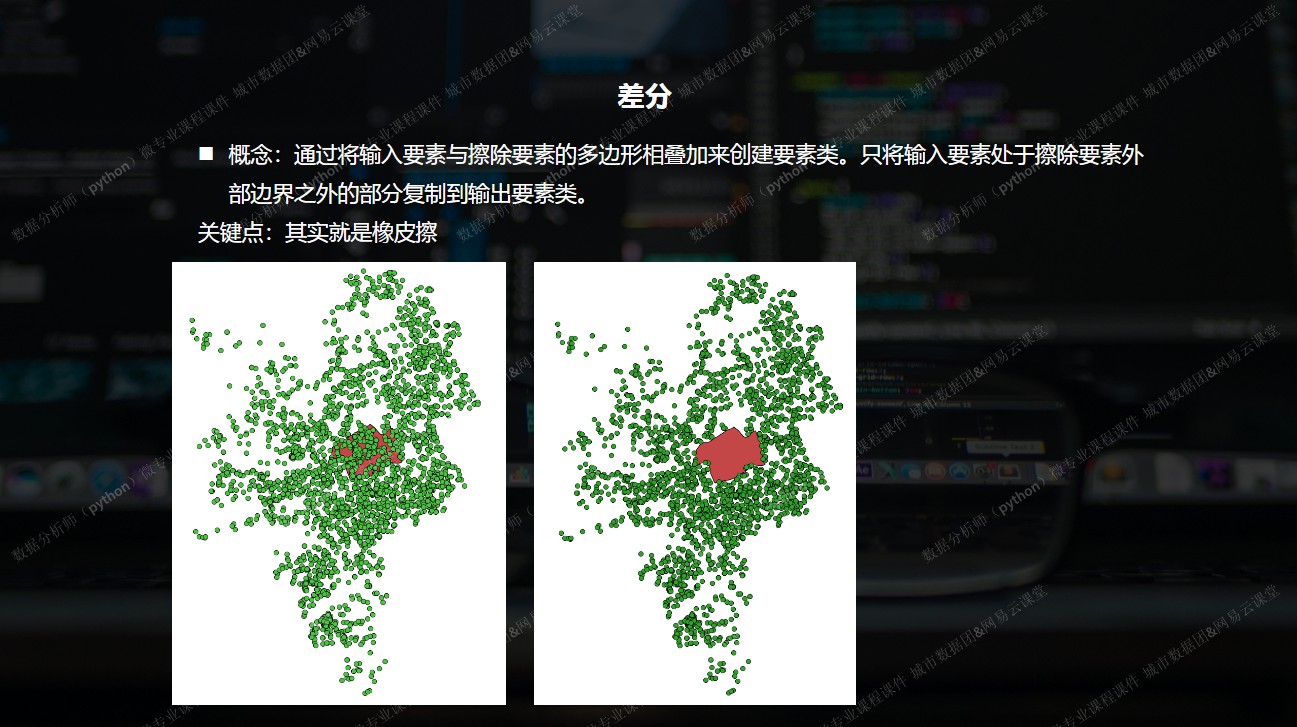 差分
■ 概念：通过将输入要素与擦除要素的多边形相叠加来创建要素类。只将输入要素处于擦除要素外
部边界之外的部分复制到输出要素类。
关键点：其实就是橡皮擦
数据分析师（python）微专业课程课件 城市数据团&网易云课堂